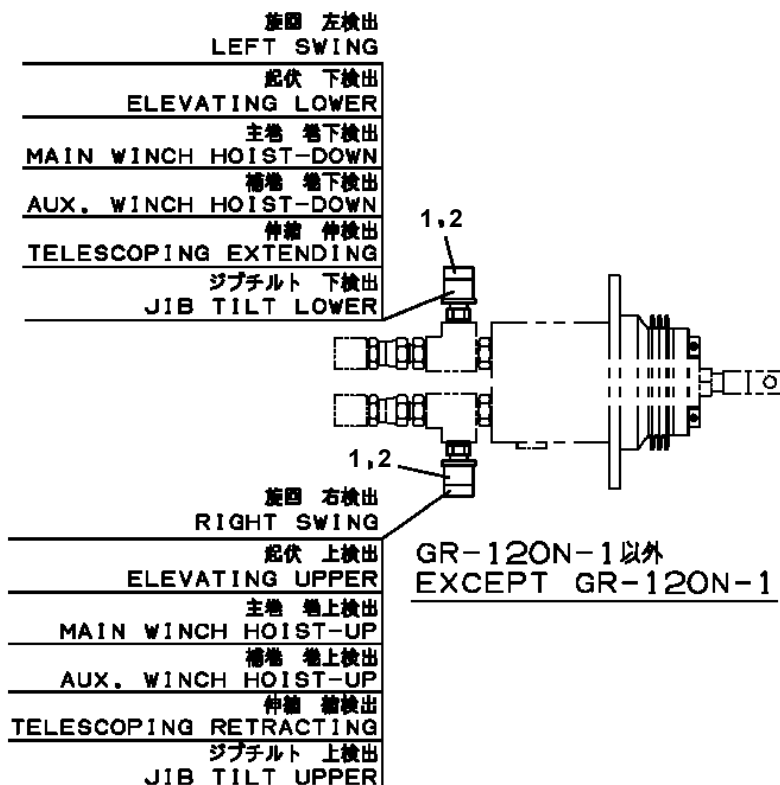 旋回 左検出
LEFT SWING
起伏 下検出
ELEVATING LOWER
主巻 巻下検出
MAIN WINCH HOIST-DOWN
補巻 巻下検出
AUX. WINCH HOIST-DOWN
伸縮 伸検出
TELESCOPING EXTENDING
ジブチルト 下検出
JIB TILT LOWER
1,2
1,2
旋回 右検出
RIGHT SWING
起伏 上検出
ELEVATING UPPER
主巻 巻上検出
MAIN WINCH HOIST-UP
補巻 巻上検出
AUX. WINCH HOIST-UP
伸縮 縮検出
TELESCOPING RETRACTING
ジブチルト 上検出
JIB TILT UPPER
GR-120N-1以外
EXCEPT GR-120N-1